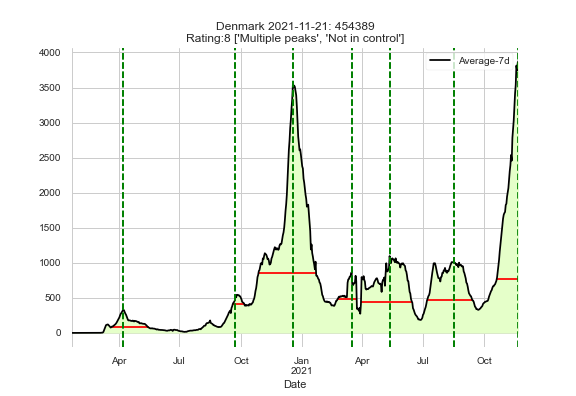 Denmark 2021-11-21: 454389
Rating:8 ['Multiple peaks', 'Not in control']
Average-7d
4000
3500
3000
2500
2000
1500
1000
500
0
Apr Jul Oct Jan Apr Jul Oct
2021
Date